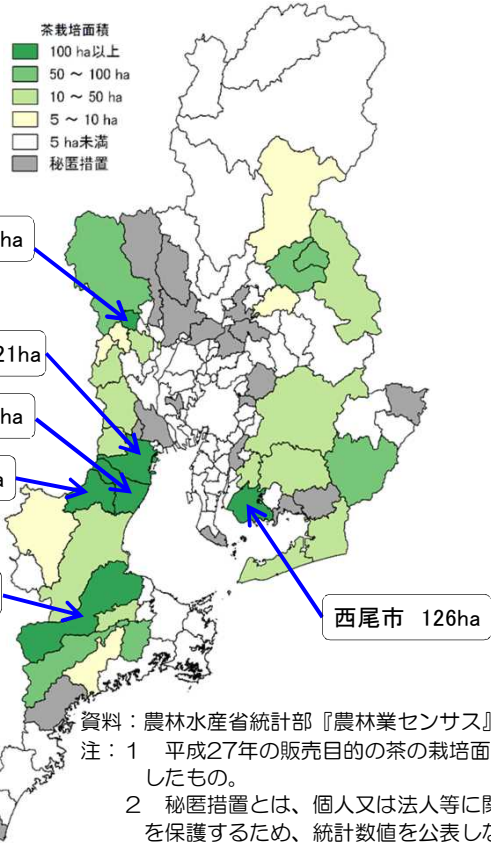 茶栽培面積
100 ha以上
50 ～ 100 ha
10 ～ 50 ha
5 ～ 10 ha
5 ha未満
秘匿措置
ha
21ha
ha
西尾市 126ha
資料：農林水産省統計部『農林業センサス』
注：１ 平成27年の販売目的の茶の栽培面
したもの。
２ 秘匿措置とは、個人又は法人等に
を保護するため、統計数値を公表しな